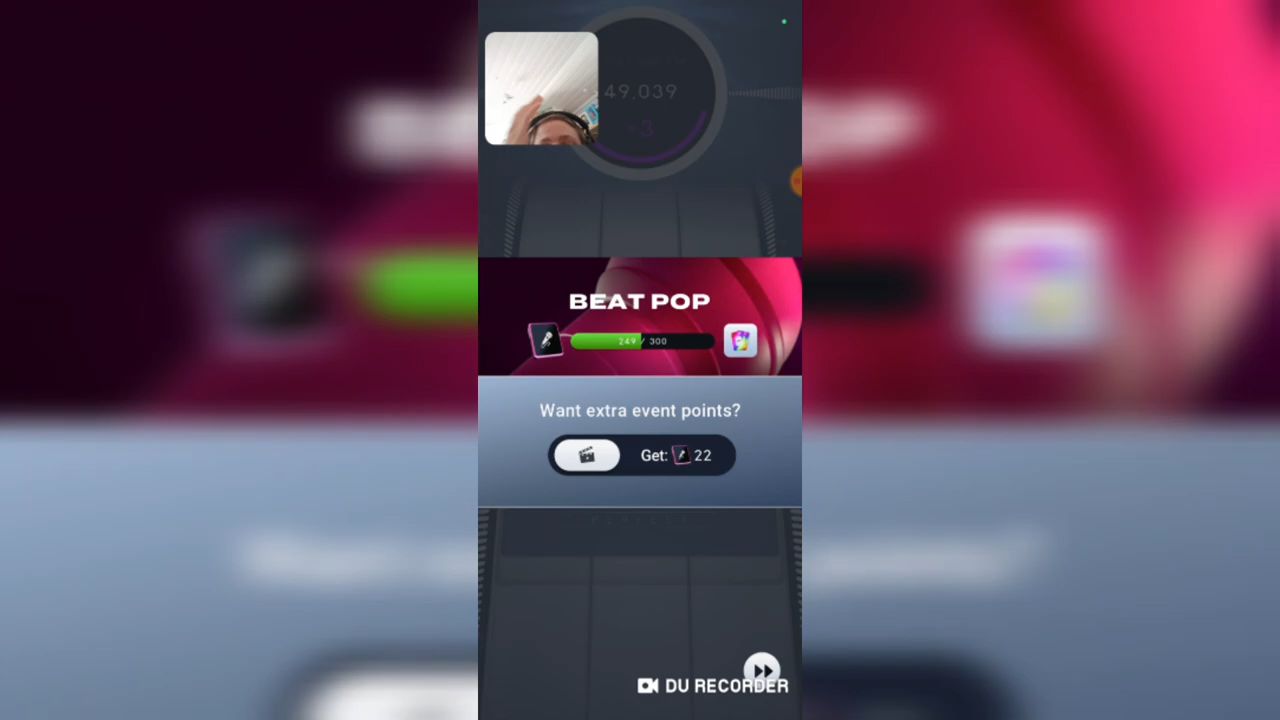 49,039
BEAT POP
249 / 300
Want extra event points?
Get: 22
DU RECORDER